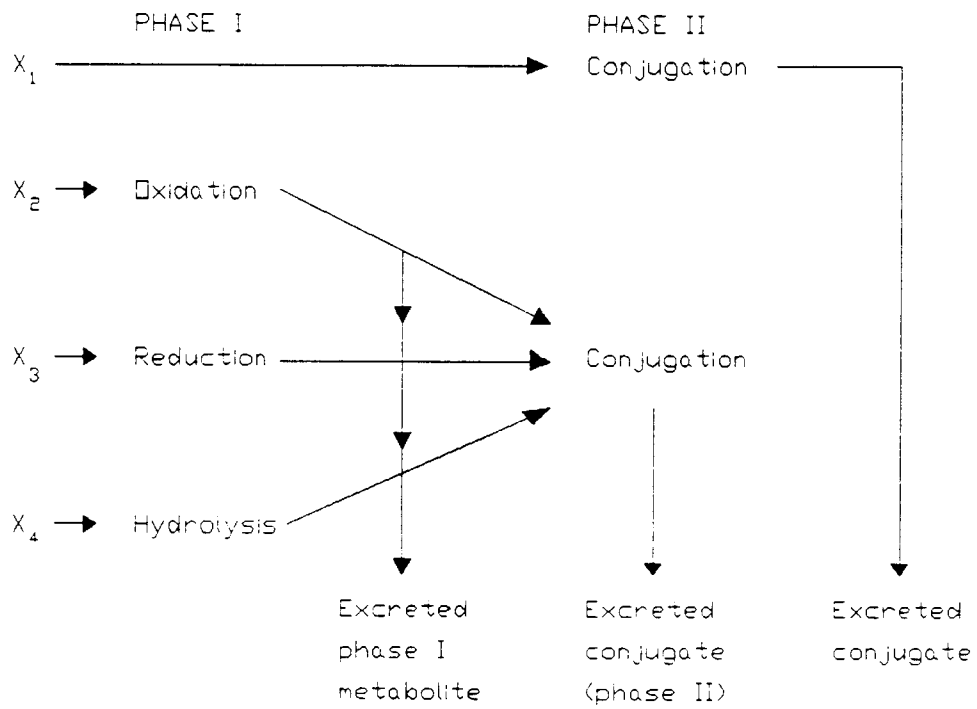 PHASE I
PHASE II
X₁
Conjugation
X₂
Oxidation
X₃
Reduction
Conjugation
X₄
Hydrolysis
Excreted
phase I
metabolite
Excreted
conjugate
(phase II)
Excreted
conjugate